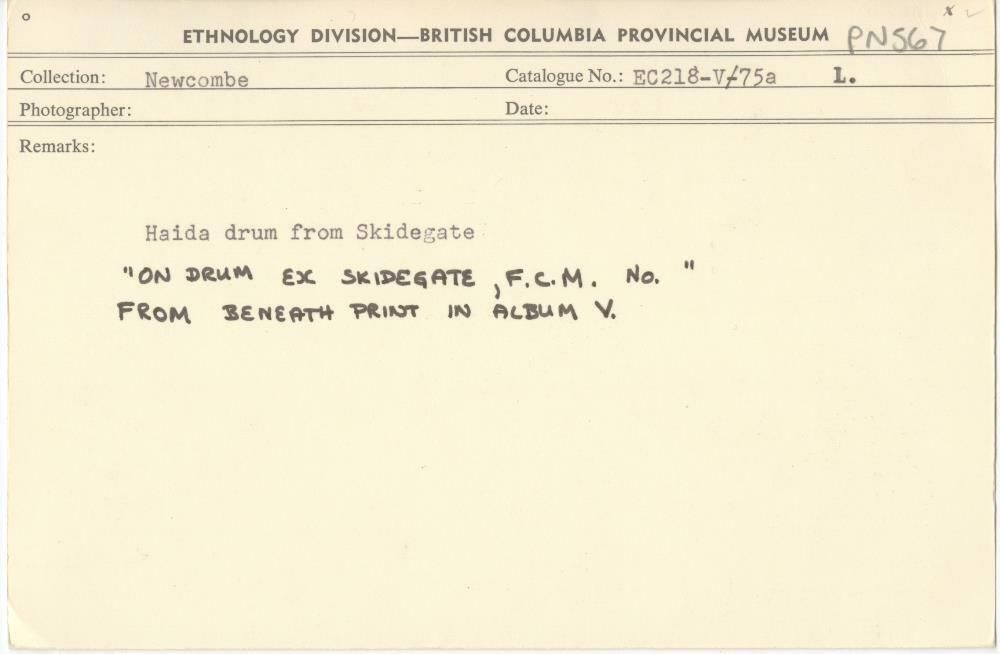 ETHNOLOGY DIVISION—BRITISH COLUMBIA PROVINCIAL MUSEUM PN567
Collection: Newcombe Catalogue No.: EC218-V-75a L.
Photographer: Date:
Remarks:
Haida drum from Skidegate
"ON DRUM EX SKIDEGATE, F.C.M. No. "
FROM BENEATH PRINT IN ALBUM V.